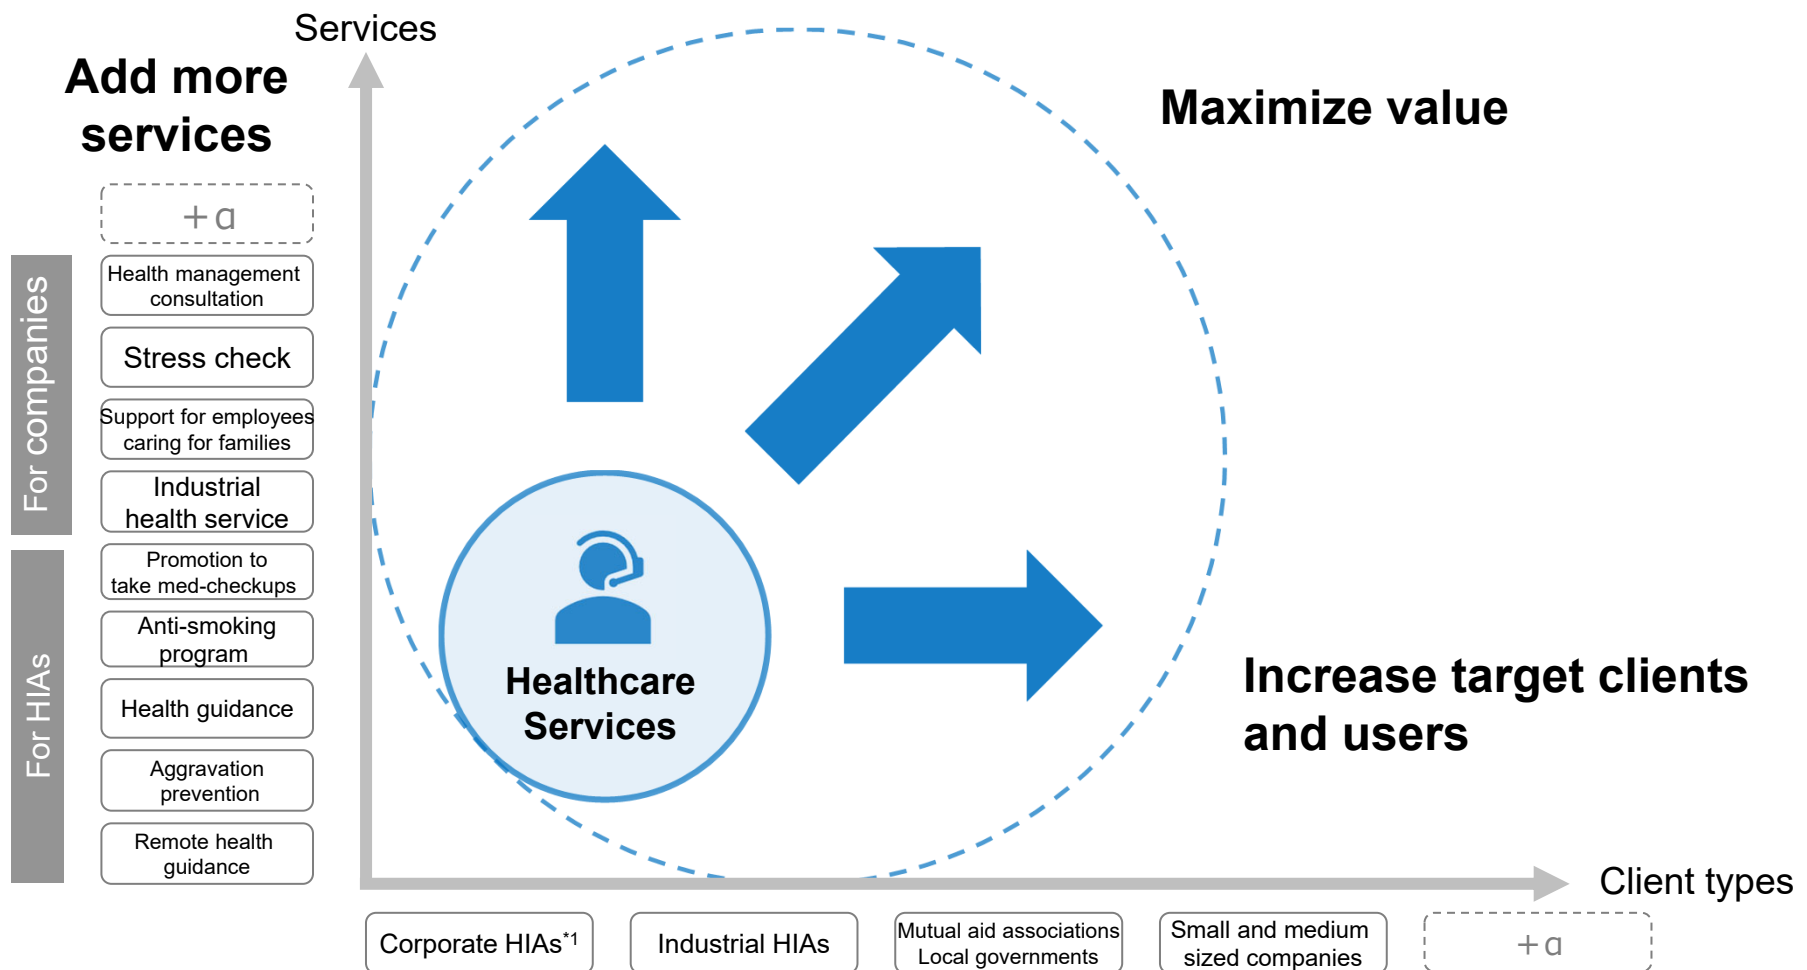 Services
Add more
services
Maximize value
+α
For companies
Health management
consultation
Stress check
Support for employees
caring for families
Industrial
health service
For HIAs
Promotion to
take med-checkups
Anti-smoking
program
Health guidance
Aggravation
prevention
Remote health
guidance
Healthcare
Services
Increase target clients
and users
Client types
Corporate HIAs*1
Industrial HIAs
Mutual aid associations
Local governments
Small and medium
sized companies
+α